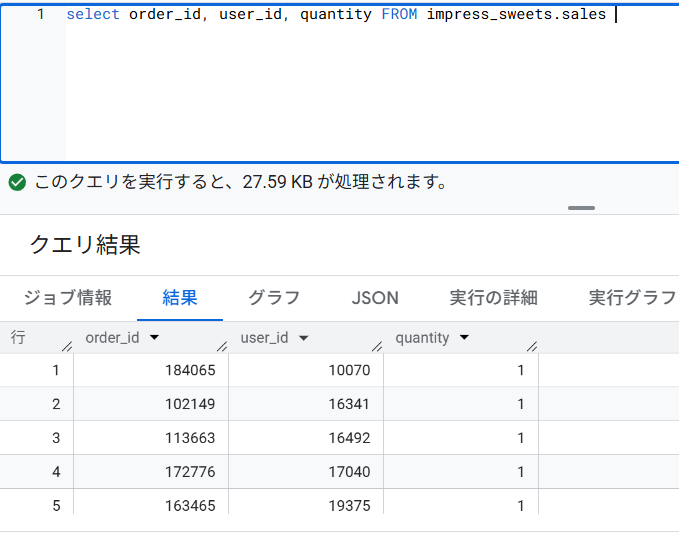 1 select order_id, user_id, quantity FROM impress_sweets.sales
このクエリを実行すると、27.59 KB が処理されます。
クエリ結果
ジョブ情報 結果 グラフ JSON 実行の詳細 実行グラフ
行 order_id user_id quantity
1 184065 10070 1
2 102149 16341 1
3 113663 16492 1
4 172776 17040 1
5 163465 19375 1